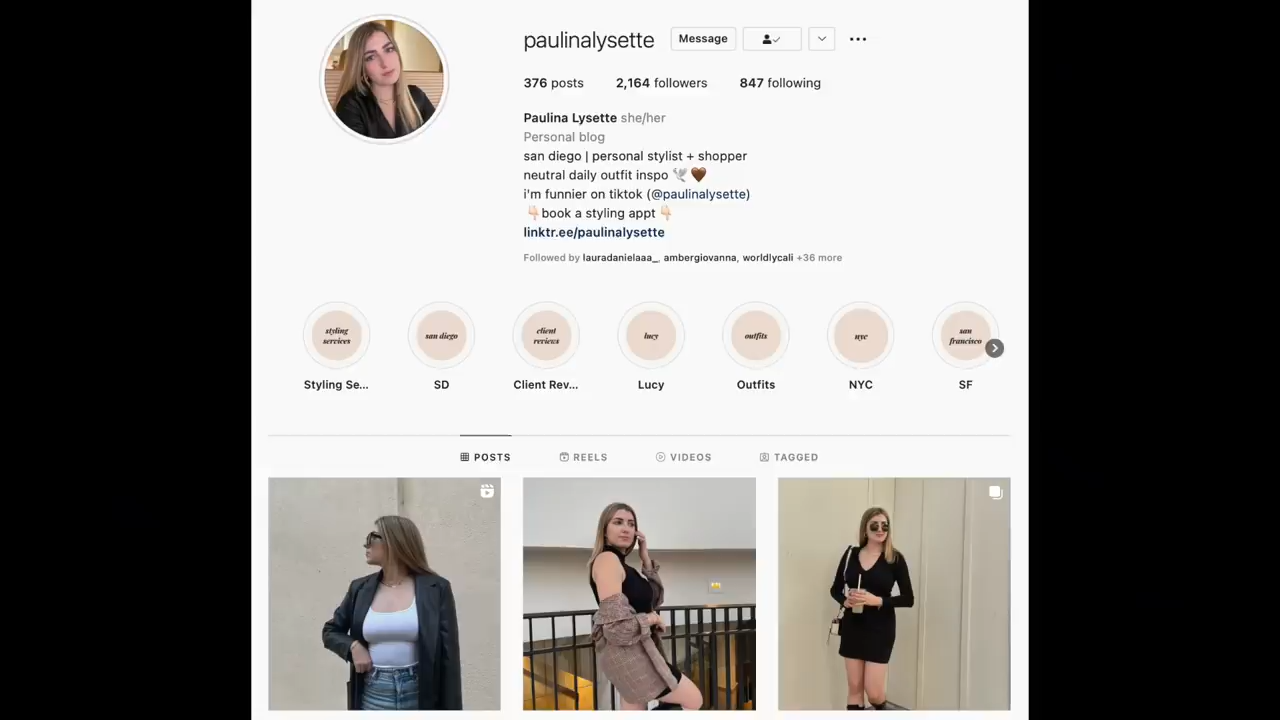 paulinalysette Message
376 posts 2,164 followers 847 following
Paulina Lysette she/her
Personal blog
san diego | personal stylist + shopper
neutral daily outfit inspo 🕊️ 🤎
i'm funnier on tiktok (@paulinalysette)
👇🏻book a styling appt 👇🏻
linktr.ee/paulinalysette
Followed by lauradanielaaa_, ambergiovanna, worldlycali +36 more
styling
services
san diego
client
reviews
lucy
outfits
nyc
san
francisco
Styling Se... SD Client Rev... Lucy Outfits NYC SF
POSTS REELS VIDEOS TAGGED